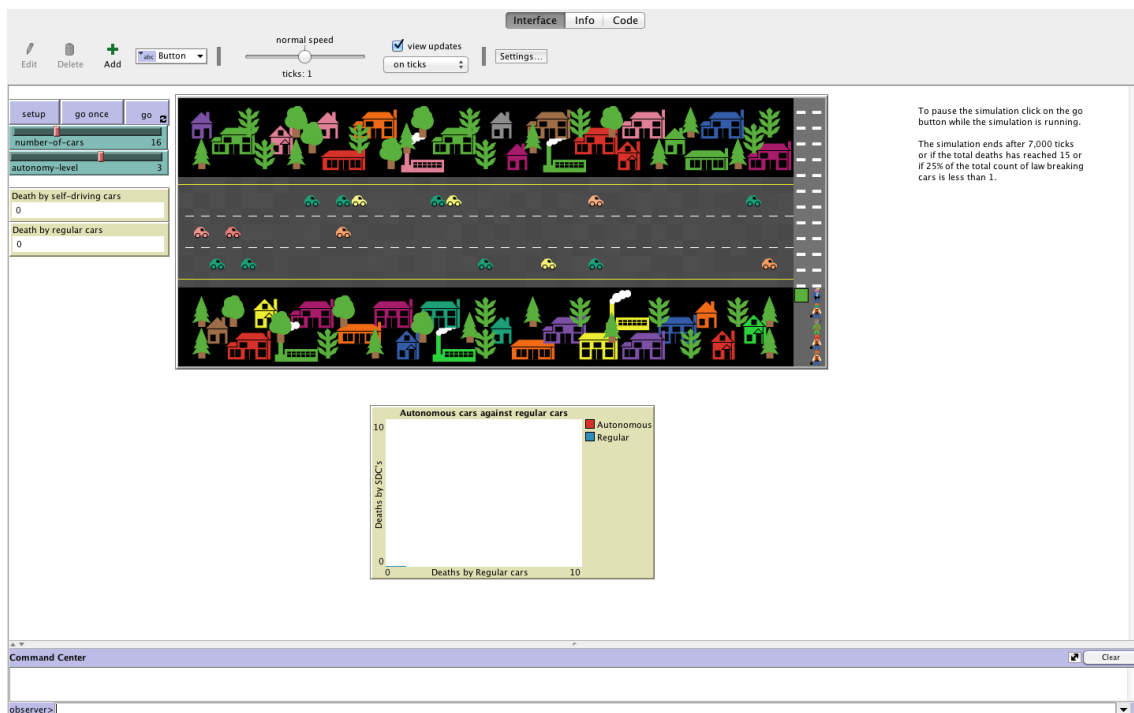 Interface Info Code
Edit Delete Add abc Button normal speed view updates Settings...
on ticks
ticks: 1
setup go once go
number-of-cars 16
autonomy-level 3
Death by self-driving cars
0
Death by regular cars
0
To pause the simulation click on the go
button while the simulation is running.
The simulation ends after 7,000 ticks
or if the total deaths has reached 15 or
if 25% of the total count of law breaking
cars is less than 1.
Autonomous cars against regular cars
10
Deaths by SDC's
0
0 Deaths by Regular cars 10
Autonomous
Regular
Command Center Clear
observer>